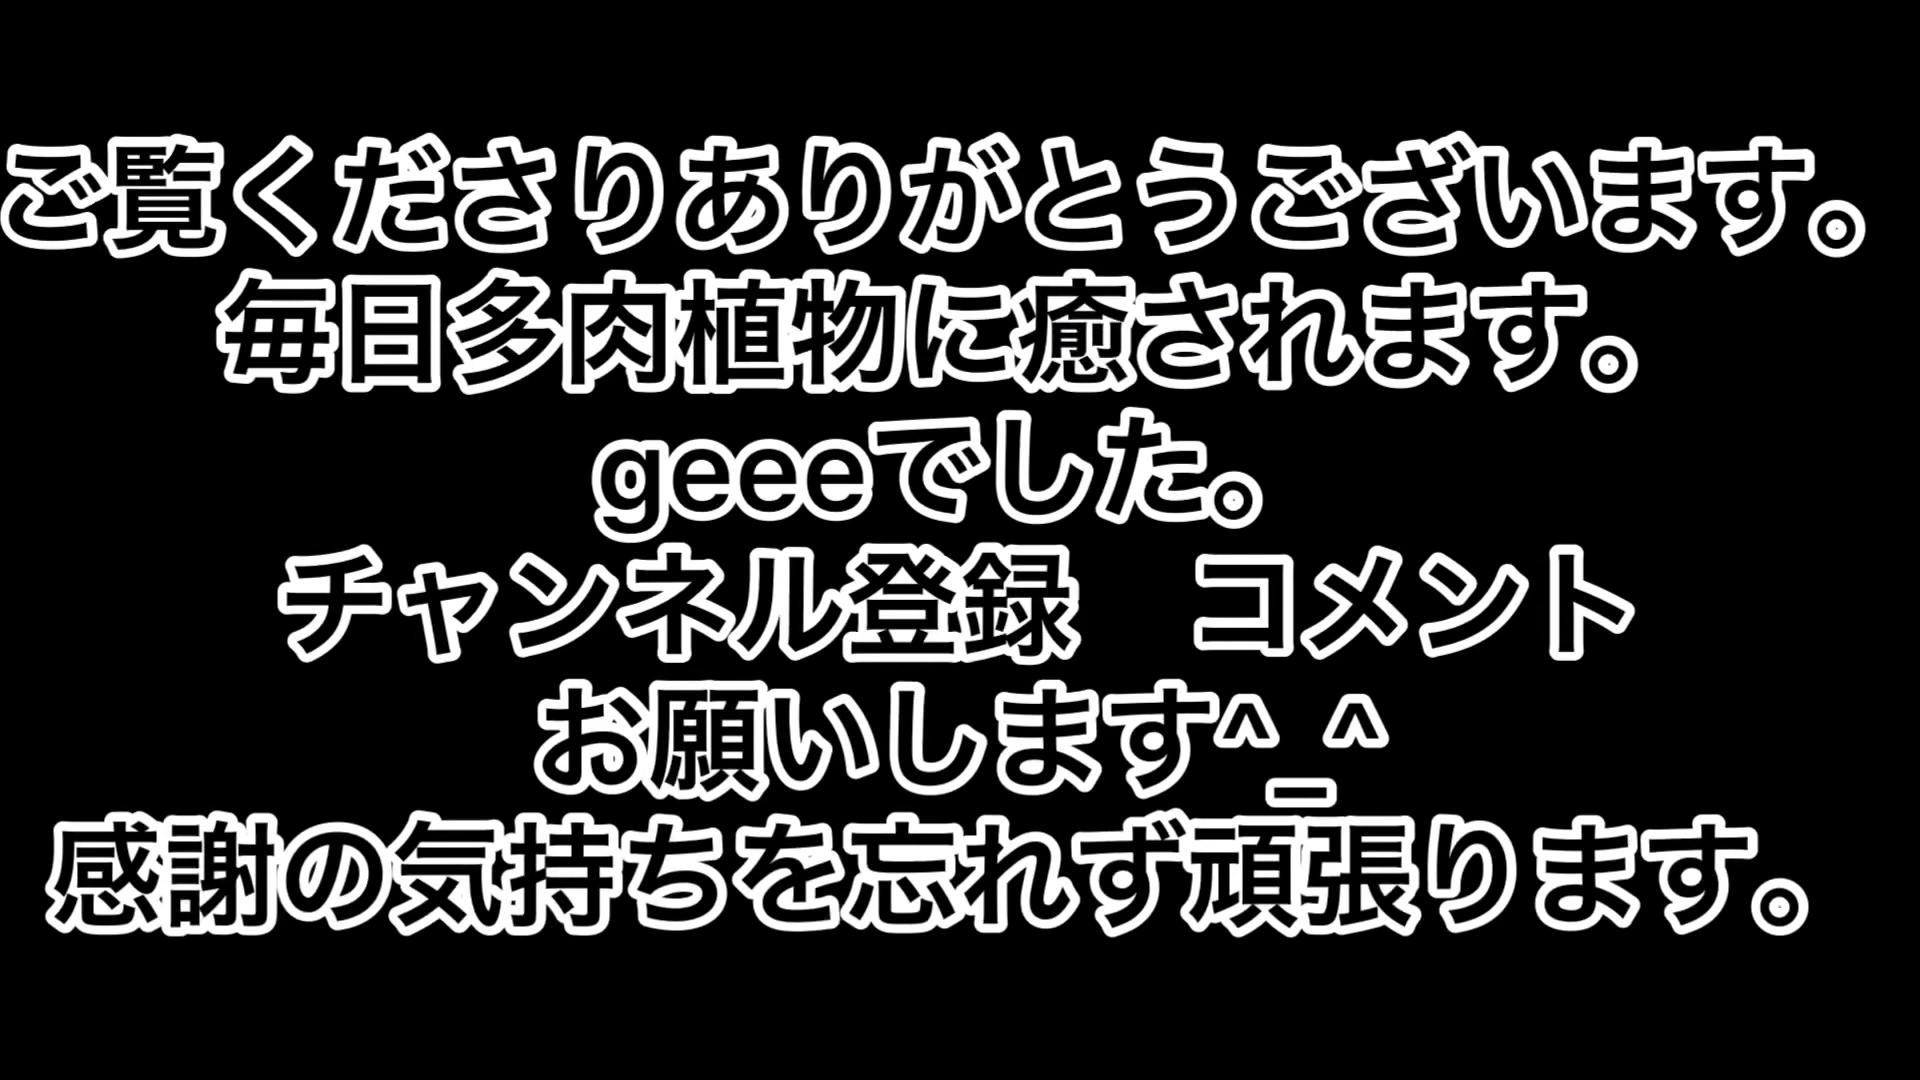 ご覧くださりありがとうございます。
毎日多肉植物に癒されます。
geeeでした。
チャンネル登録　コメント
お願いします^_^
感謝の気持ちを忘れず頑張ります。